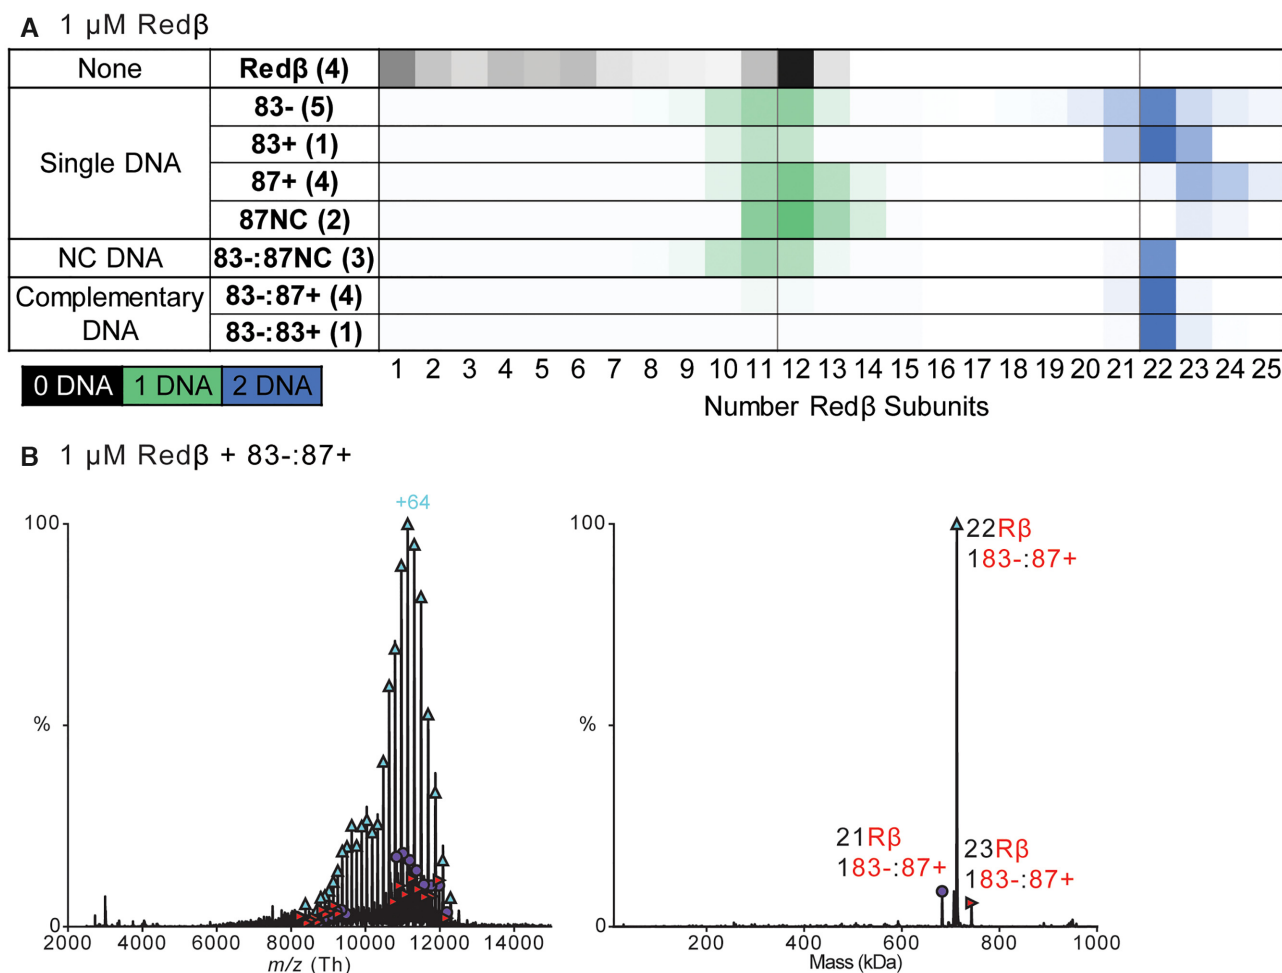 A 1 µM Redβ
None Redβ (4)
Single DNA
83- (5)
83+ (1)
87+ (4)
87NC (2)
NC DNA 83-:87NC (3)
Complementary DNA
83-:87+ (4)
83-:83+ (1)
1 2 3 4 5 6 7 8 9 10 11 12 13 14 15 16 17 18 19 20 21 22 23 24 25
0 DNA 1 DNA 2 DNA
Number Redβ Subunits
B 1 µM Redβ + 83-:87+
+64
100
%
0
2000 4000 6000 8000 10000 12000 14000
m/z (Th)
100
%
0
22Rβ
183-:87+
21Rβ
183-:87+
23Rβ
183-:87+
200 400 600 800 1000
Mass (kDa)